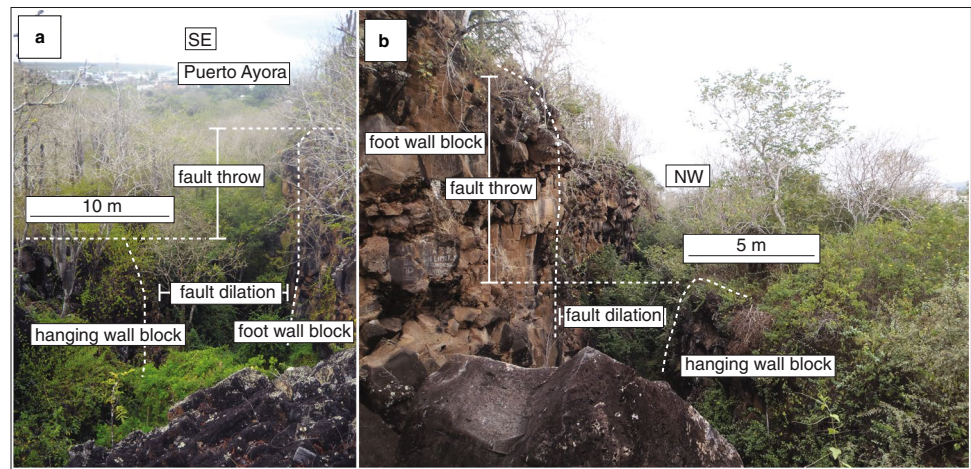 a
SE
Puerto Ayora
fault throw
10 m
fault dilation
hanging wall block
foot wall block
b
foot wall block
fault throw
NW
5 m
fault dilation
hanging wall block